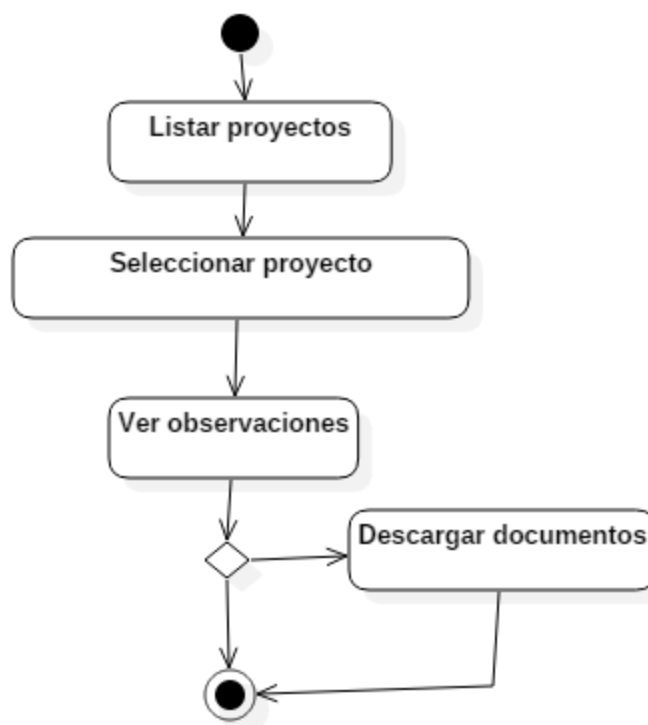 Listar proyectos
Seleccionar proyecto
Ver observaciones
Descargar documentos